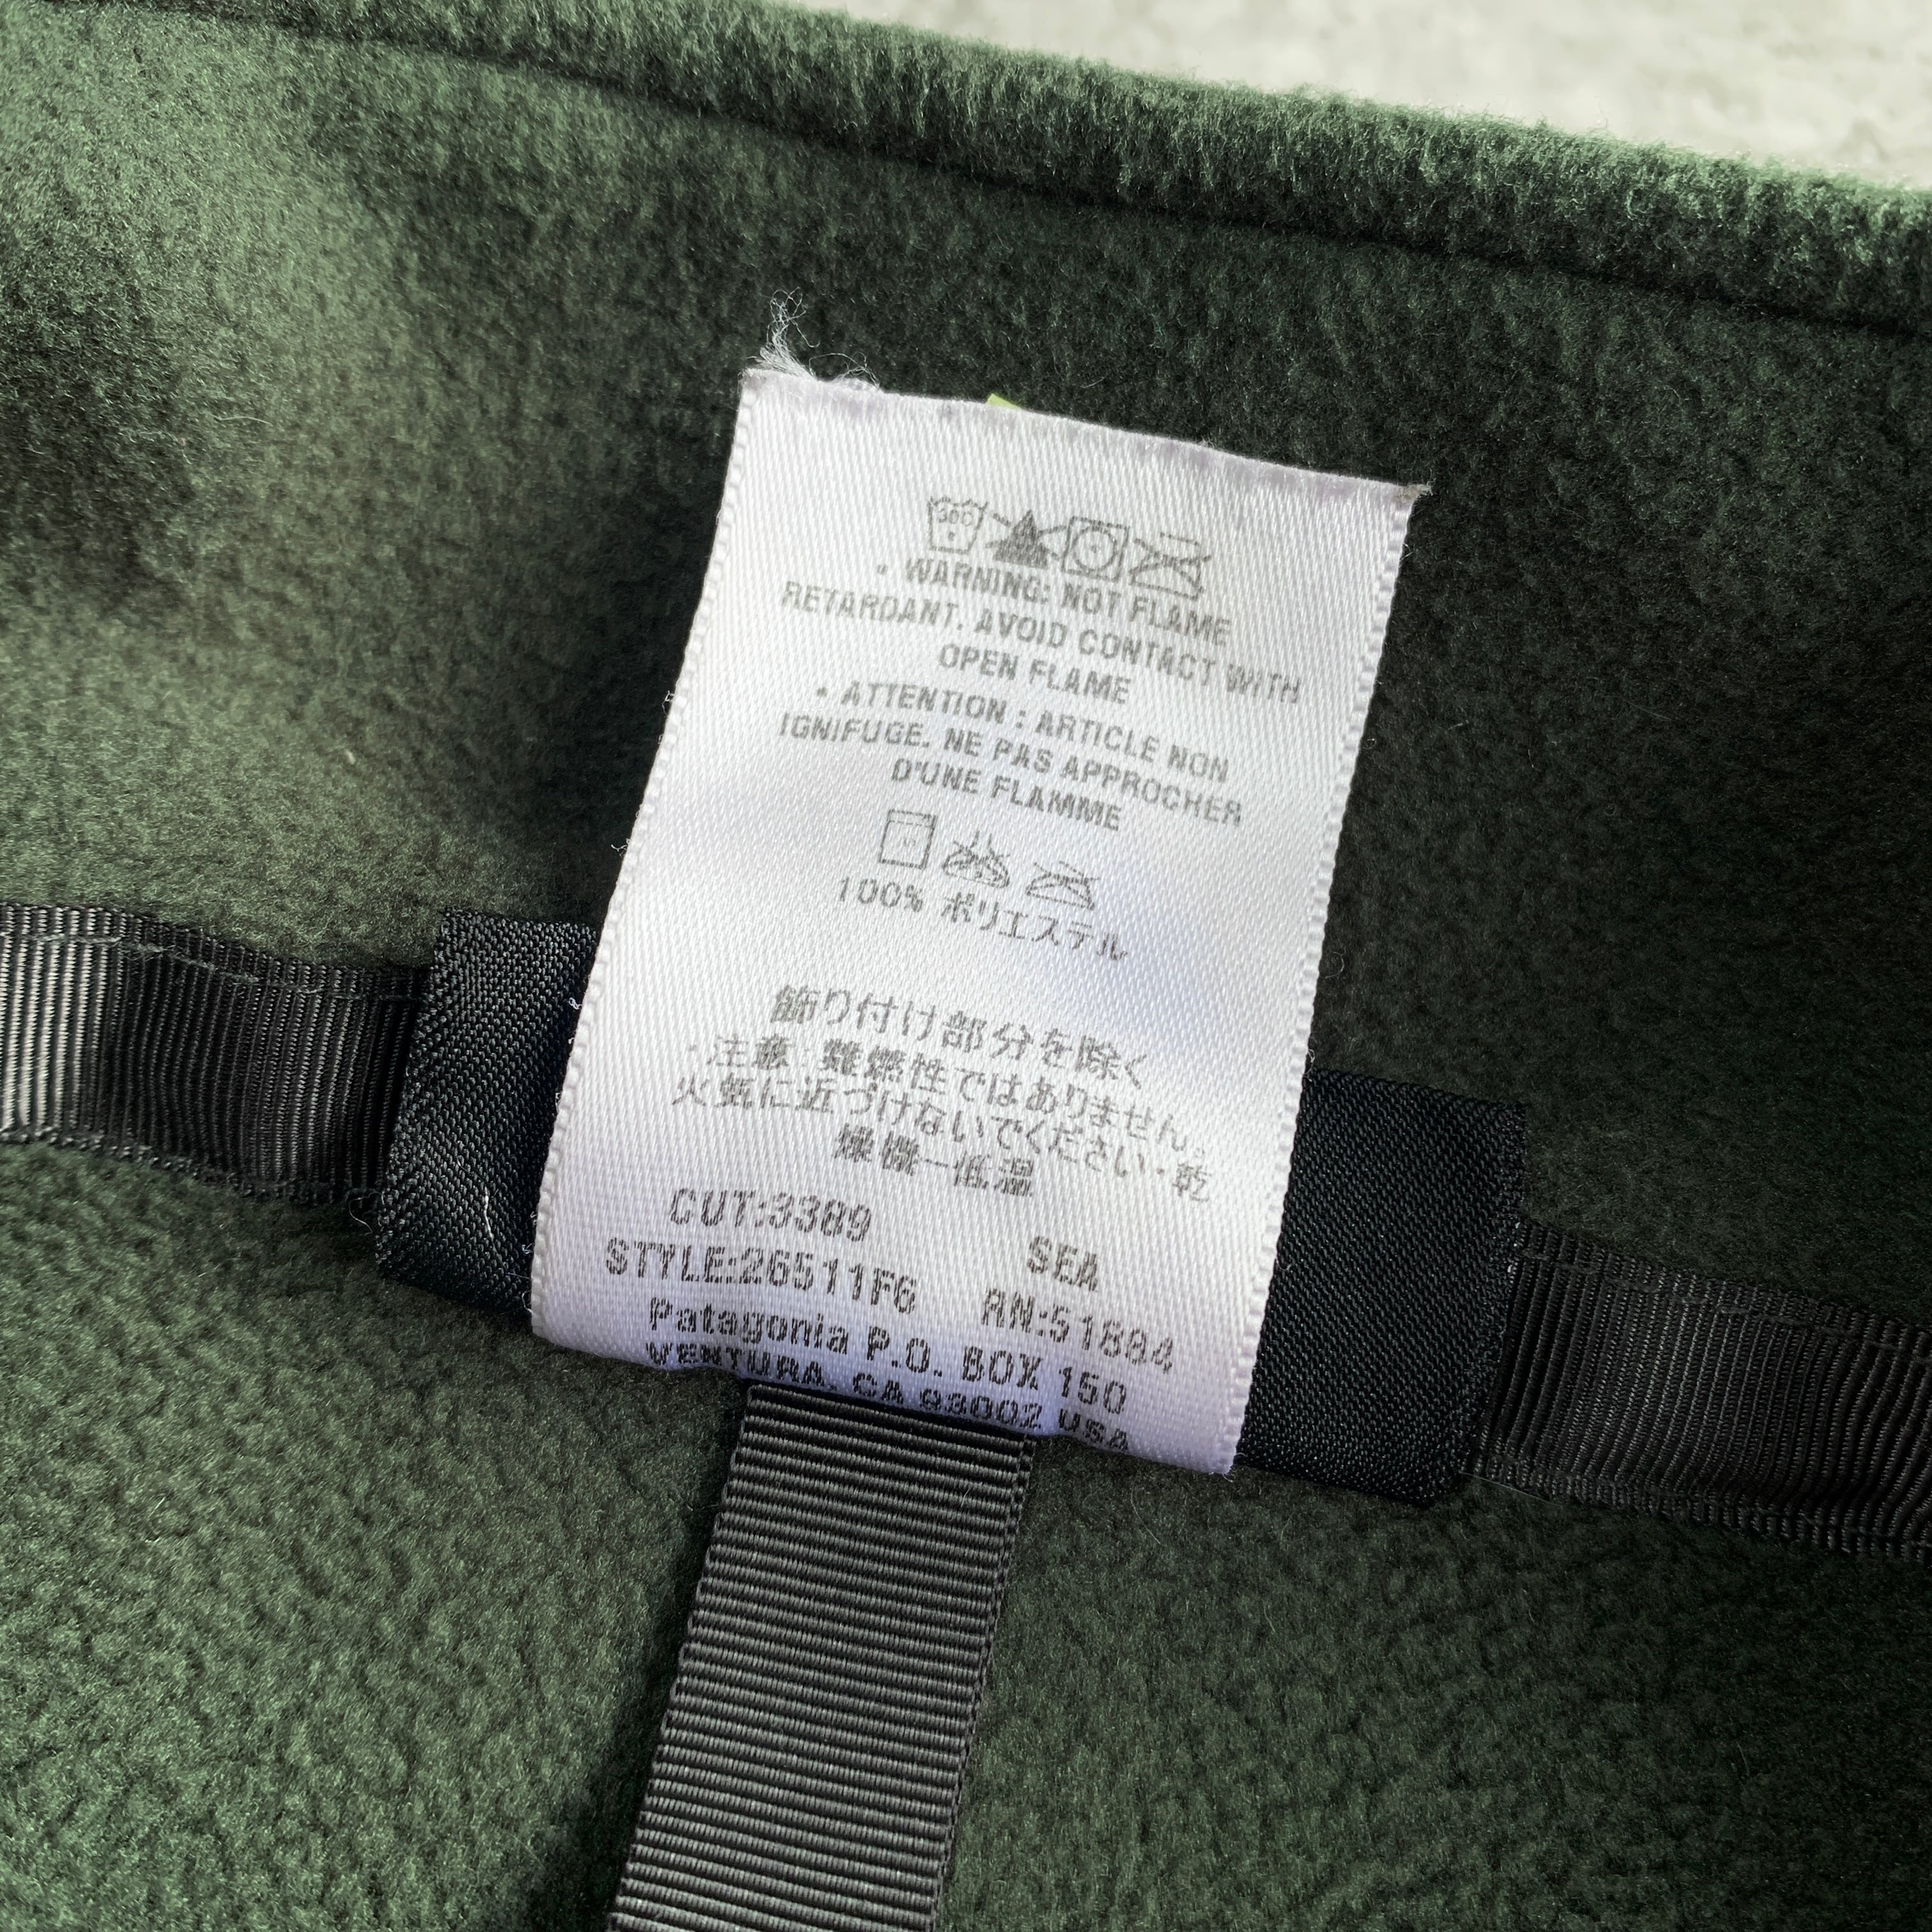 30C
• WARNING: NOT FLAME
RETARDANT. AVOID CONTACT WITH
OPEN FLAME
• ATTENTION : ARTICLE NON
IGNIFUGE. NE PAS APPROCHER
D'UNE FLAMME
100% ポリエステル
飾り付け部分を除く
・注意:難燃性ではありません。
火気に近づけないでください・乾
燥機ー低温
CUT:3389 SEA
STYLE:26511F6 RN:51884
Patagonia P.O. BOX 150
VENTURA, CA 93002 USA